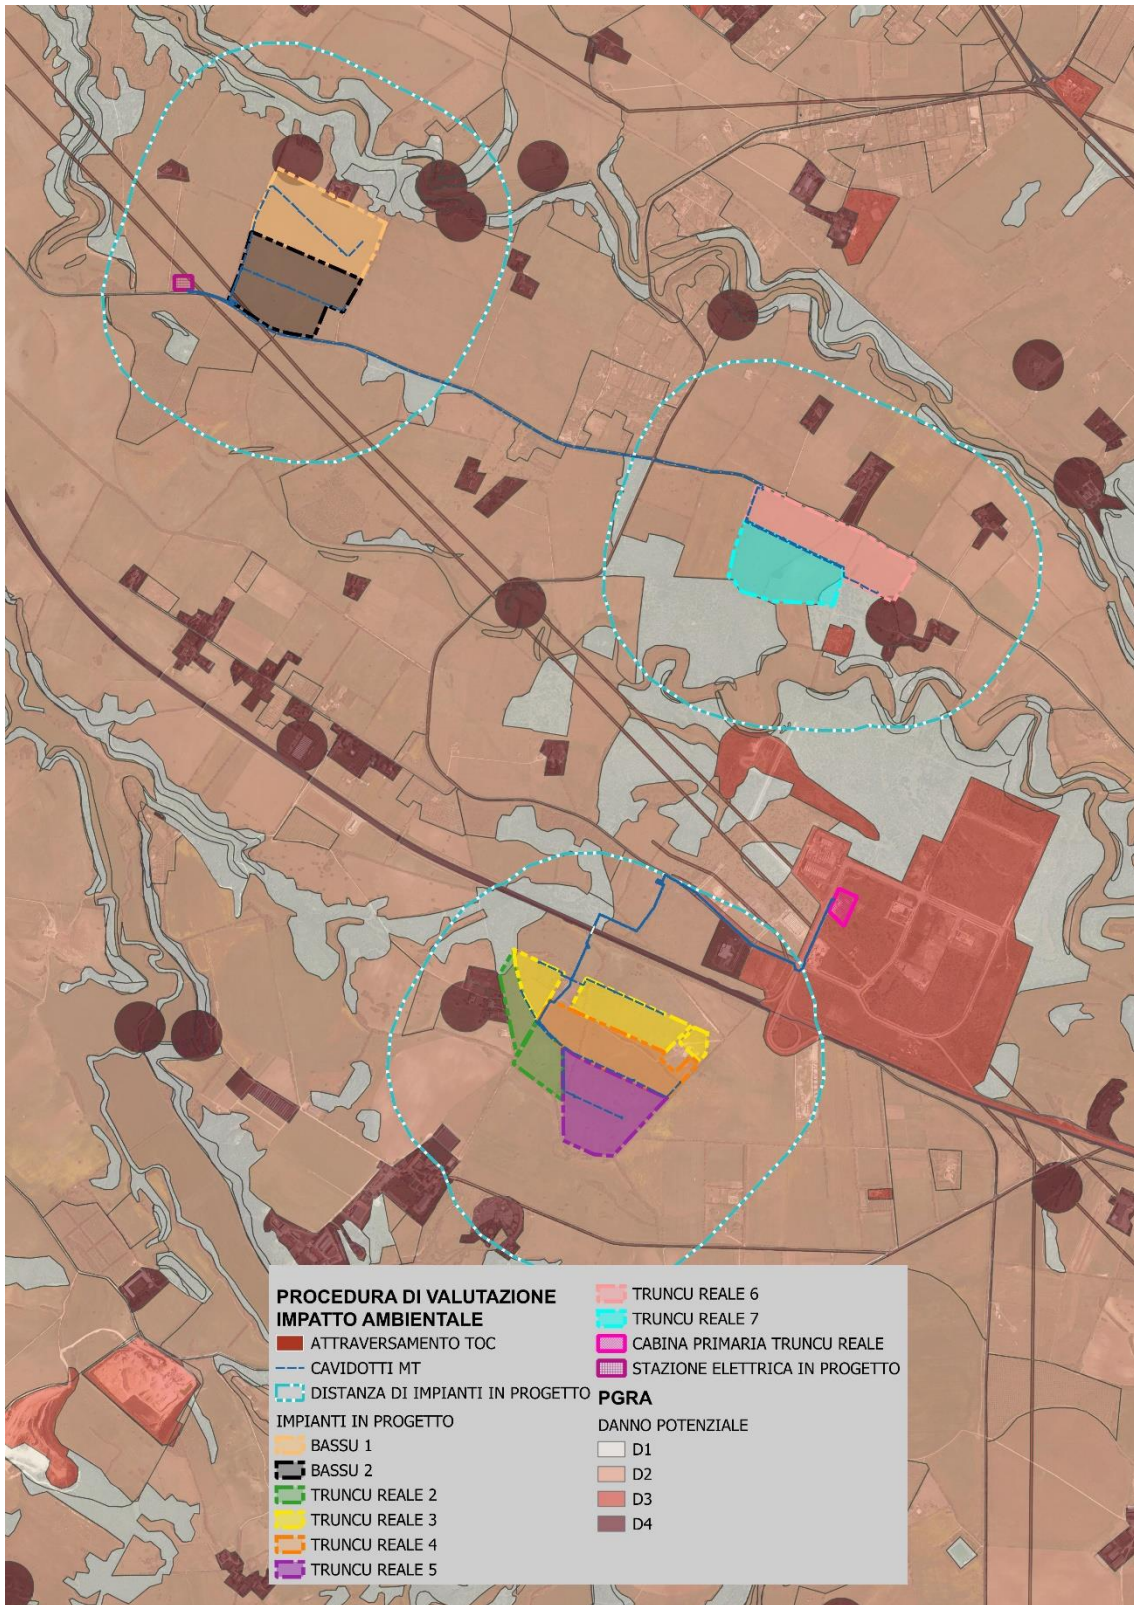 PROCEDURA DI VALUTAZIONE
IMPATTO AMBIENTALE
ATTRAVERSAMENTO TOC
CAVIDOTTI MT
DISTANZA DI IMPIANTI IN PROGETTO
IMPIANTI IN PROGETTO
BASSU 1
BASSU 2
TRUNCU REALE 2
TRUNCU REALE 3
TRUNCU REALE 4
TRUNCU REALE 5
TRUNCU REALE 6
TRUNCU REALE 7
CABINA PRIMARIA TRUNCU REALE
STAZIONE ELETTRICA IN PROGETTO
PGRA
DANNO POTENZIALE
D1
D2
D3
D4